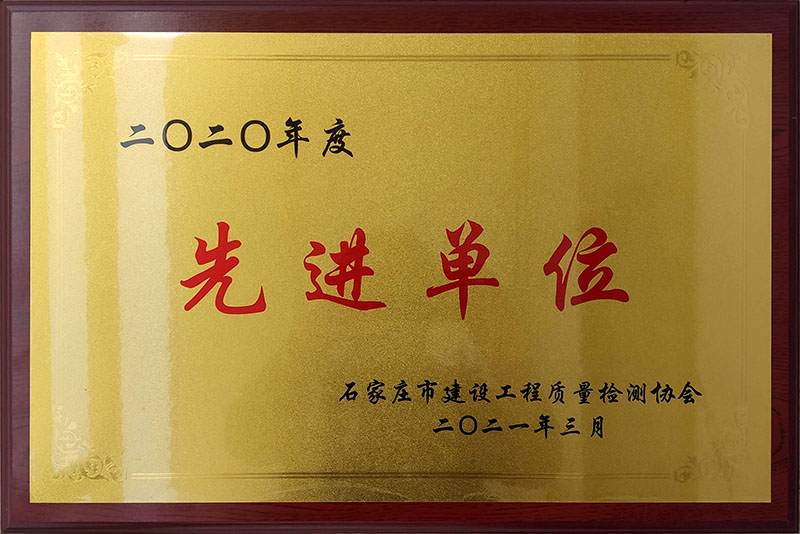 二〇二〇年度
先进单位
石家庄市建设工程质量检测协会
二〇二一年三月